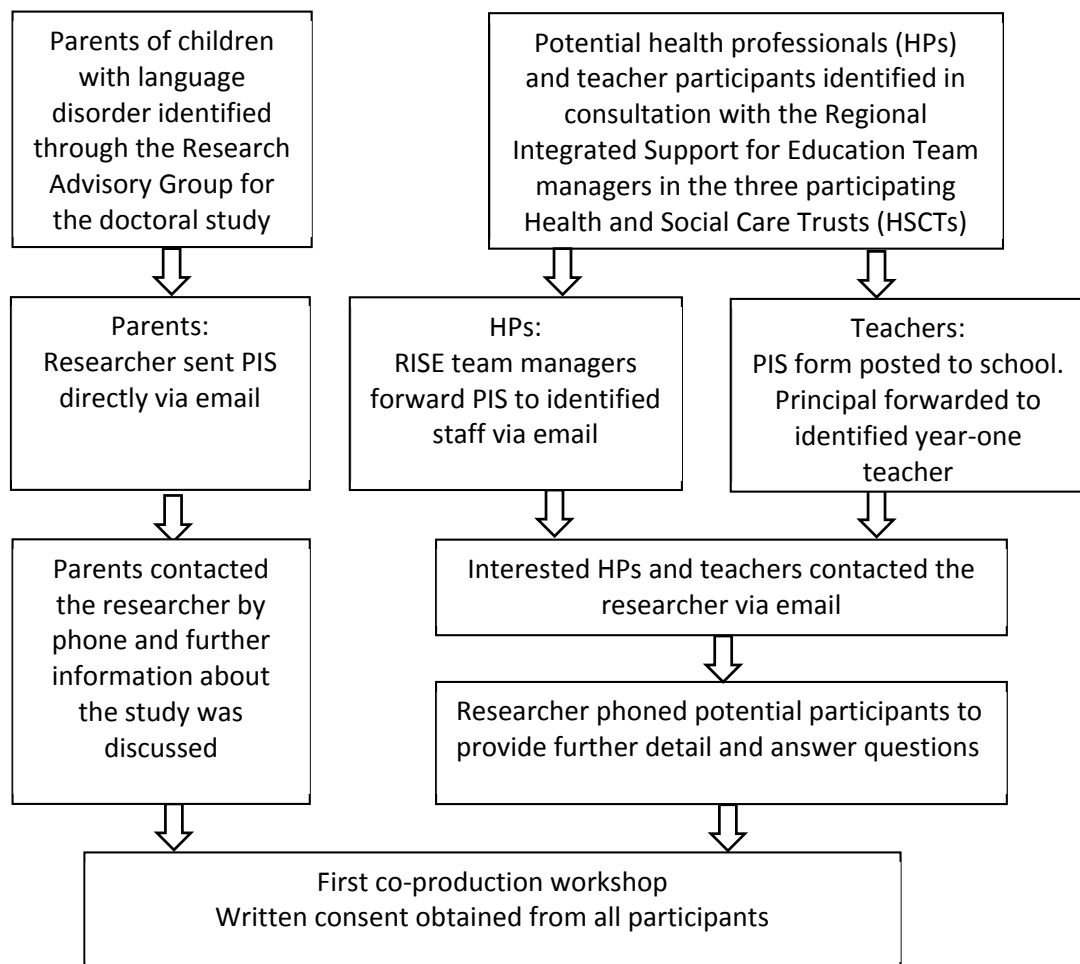 Parents of children
with language
disorder identified
through the Research
Advisory Group for
the doctoral study
Potential health professionals (HPs)
and teacher participants identified in
consultation with the Regional
Integrated Support for Education Team
managers in the three participating
Health and Social Care Trusts (HSCTs)
Parents:
Researcher sent PIS
directly via email
HPs:
RISE team managers
forward PIS to identified
staff via email
Teachers:
PIS form posted to school.
Principal forwarded to
identified year-one
teacher
Parents contacted
the researcher by
phone and further
information about
the study was
discussed
Interested HPs and teachers contacted the
researcher via email
Researcher phoned potential participants to
provide further detail and answer questions
First co-production workshop
Written consent obtained from all participants